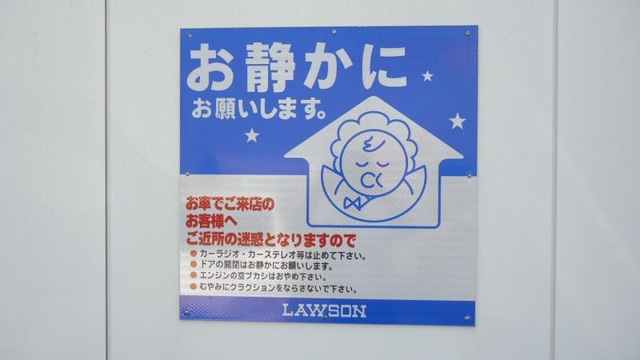 お静かに
お願いします。
お車でご来店の
お客様へ
ご近所の迷惑となりますので
●カーラジオ・カーステレオ等は止めて下さい。
●ドアの開閉はお静かにお願いします。
●エンジンの空ブカシはおやめ下さい。
●むやみにクラクションをならさないで下さい。
LAWSON